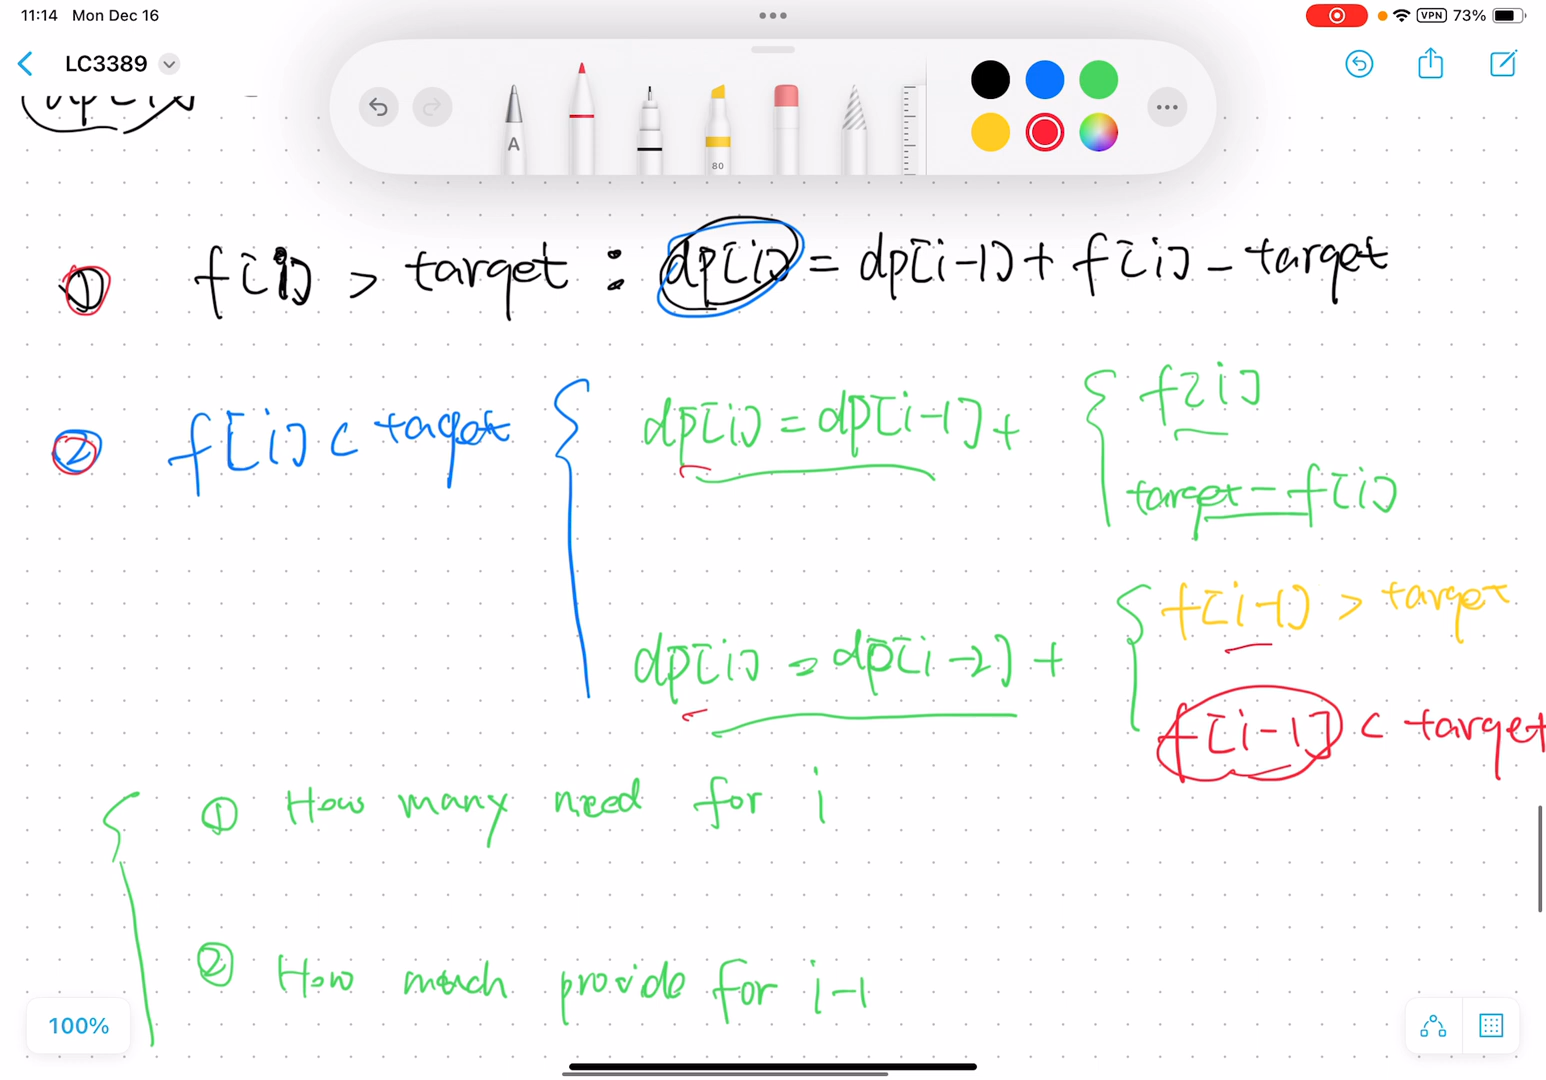 11:14 Mon Dec 16
VPN 73%
LC3389
A
80
① f[i] > target : dp[i] = dp[i-1] + f[i] - target
② f[i] < target { dp[i] = dp[i-1] + { f[i]
target - f[i]
dp[i] = dp[i-2] + { f[i-1] > target
f[i-1] < target
{ ① How many need for i
② How much provide for i-1
100%